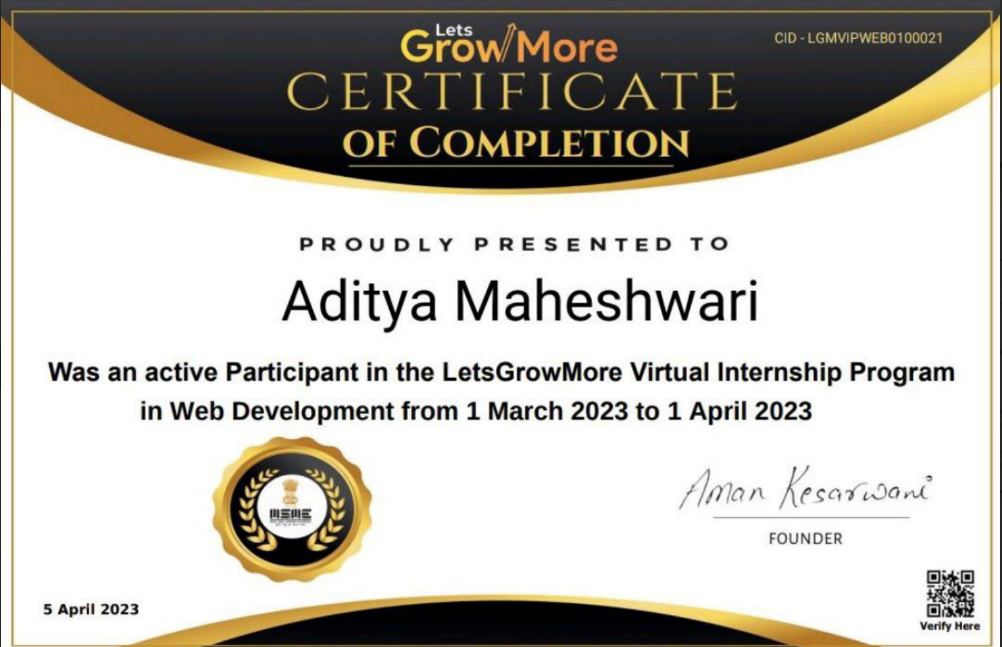 Lets
GrowMore
CID - LGMVIPWEB0100021
CERTIFICATE
OF COMPLETION
PROUDLY PRESENTED TO
Aditya Maheshwari
Was an active Participant in the LetsGrowMore Virtual Internship Program
in Web Development from 1 March 2023 to 1 April 2023
MSME
Aman Kesarwani
FOUNDER
5 April 2023
Verify Here